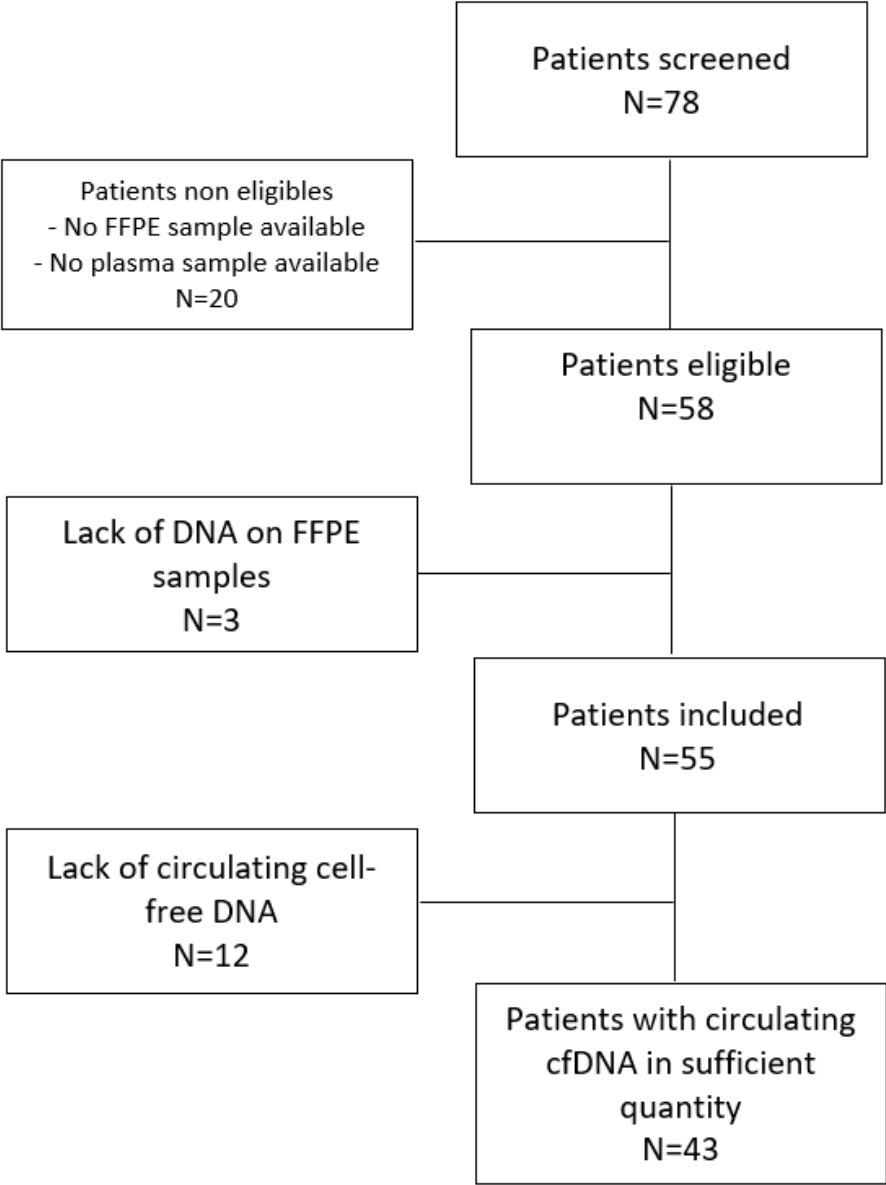 Patients screened
N=78
Patients non eligibles
- No FFPE sample available
- No plasma sample available
N=20
Patients eligible
N=58
Lack of DNA on FFPE
samples
N=3
Patients included
N=55
Lack of circulating cell-
free DNA
N=12
Patients with circulating
cfDNA in sufficient
quantity
N=43